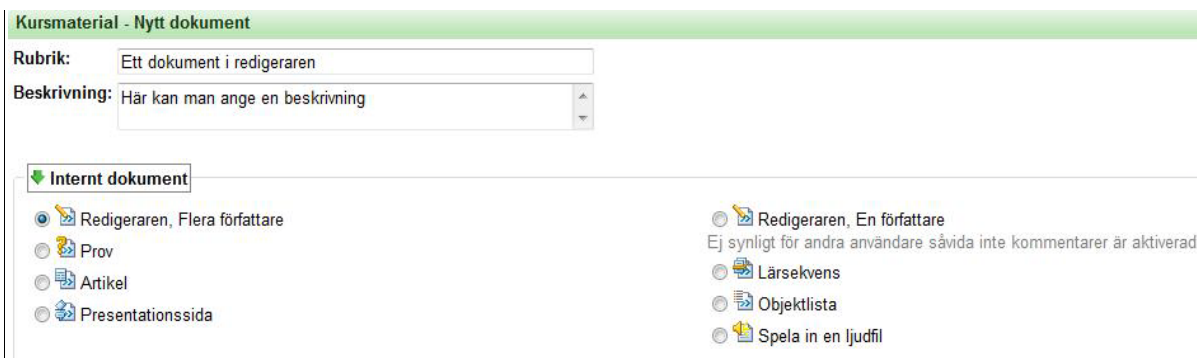 Kursmaterial - Nytt dokument
Rubrik: Ett dokument i redigeraren
Beskrivning: Här kan man ange en beskrivning
Internt dokument
Redigeraren, Flera författare
Prov
Artikel
Presentationssida
Redigeraren, En författare
Ej synligt för andra användare såvida inte kommentarer är aktiverad
Lärsekvens
Objektlista
Spela in en ljudfil